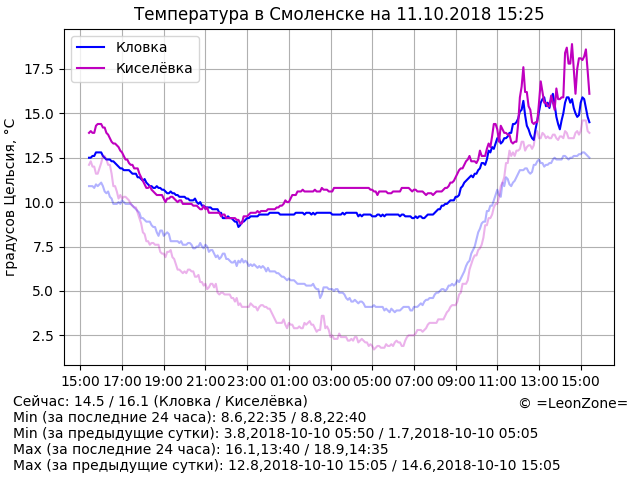 Температура в Смоленске на 11.10.2018 15:25
Кловка
Киселёвка
градусов Цельсия, °C
17.5
15.0
12.5
10.0
7.5
5.0
2.5
15:00 17:00 19:00 21:00 23:00 01:00 03:00 05:00 07:00 09:00 11:00 13:00 15:00
Сейчас: 14.5 / 16.1 (Кловка / Киселёвка)
© =LeonZone=
Min (за последние 24 часа): 8.6,22:35 / 8.8,22:40
Min (за предыдущие сутки): 3.8,2018-10-10 05:50 / 1.7,2018-10-10 05:05
Max (за последние 24 часа): 16.1,13:40 / 18.9,14:35
Max (за предыдущие сутки): 12.8,2018-10-10 15:05 / 14.6,2018-10-10 15:05